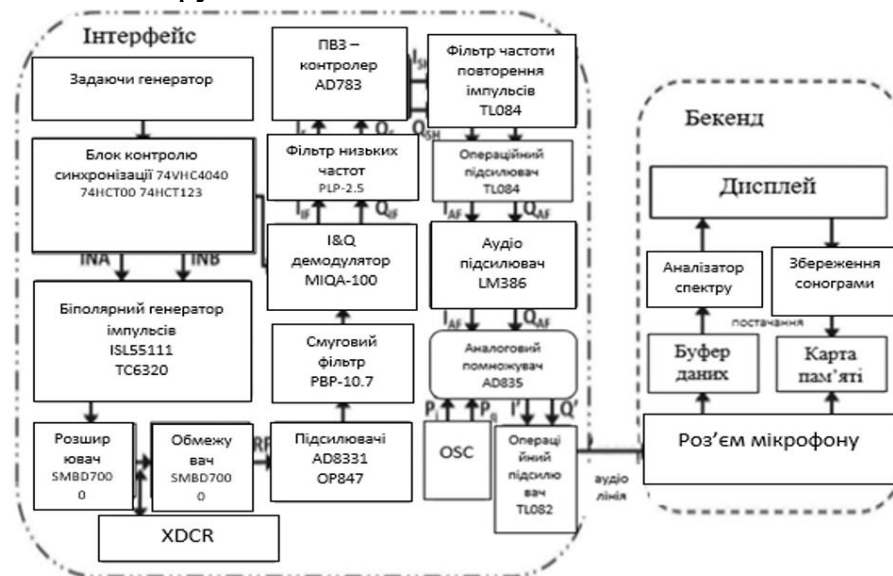 Інтерфейс
Задаючи генератор
Блок контролю
синхронізації 74VHC4040
74HCT00 74HCT123
INA
INB
Біполярний генератор
імпульсів
ISL55111
TC6320
Розшир
ювач
SMBD700
0
Обмежу
вач
SMBD700
0
XDCR
RF
Підсилювачі
AD8331
OP847
Смуговий
фільтр
PBP-10.7
I&Q
демодулятор
MIQA-100
IIF
QIF
Фільтр низьких
частот
PLP-2.5
ПВЗ –
контролер
AD783
ISH
QSH
Фільтр частоти
повторення
імпульсів
TL084
Операційний
підсилювач
TL084
IAF
QAF
Аудіо
підсилювач
LM386
IAF
QAF
Аналоговий
помножувач
AD835
I'
Q'
OSC
Операці
йний
підсилю
вач
TL082
аудіо
лінія
Бекенд
Дисплей
Аналізатор
спектру
Збереження
сонограми
постачання
Буфер
даних
Карта
пам’яті
Роз’єм мікрофону